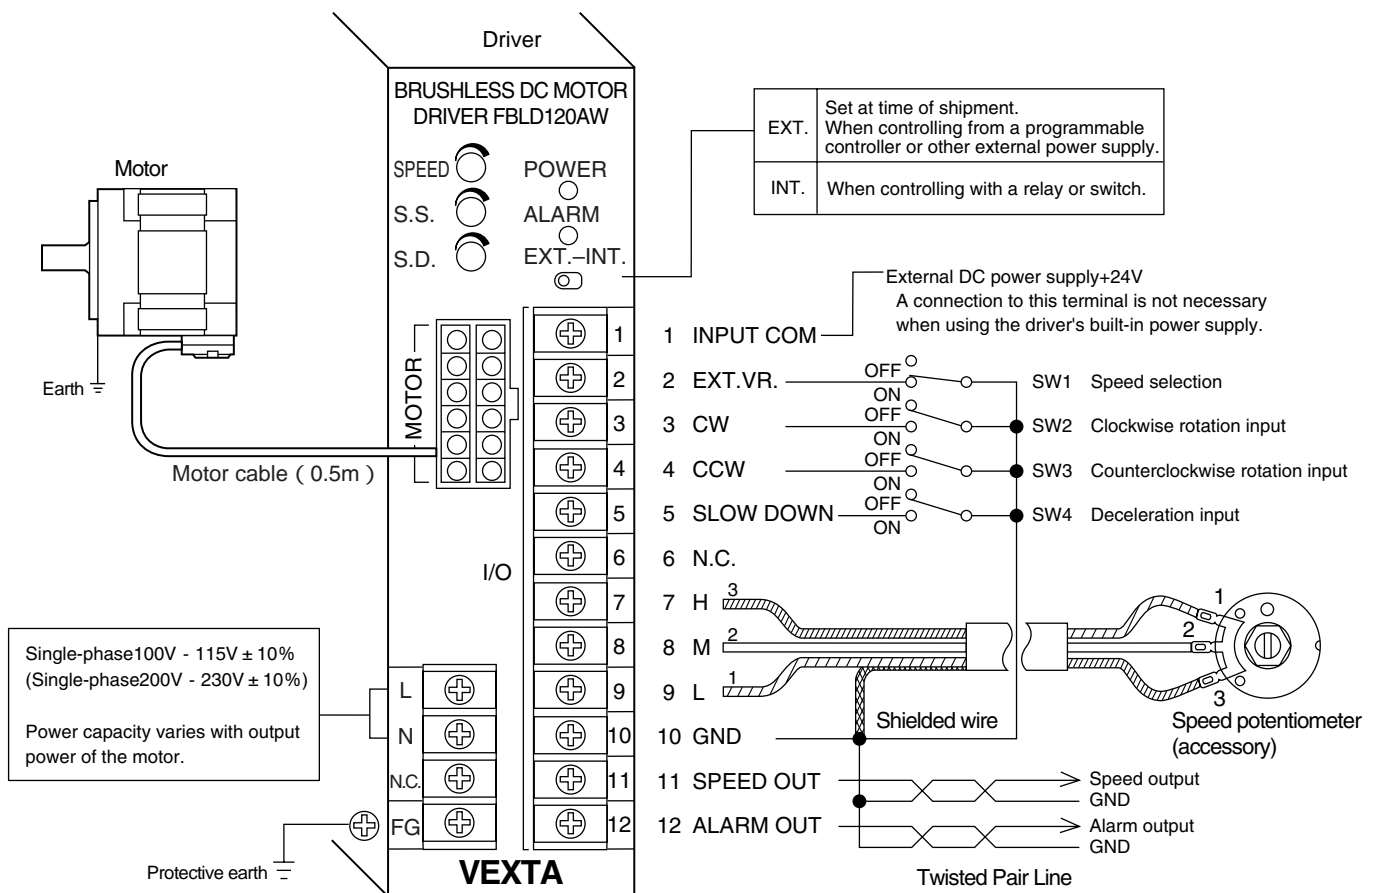 Driver
BRUSHLESS DC MOTOR
DRIVER FBLD120AW
SPEED
POWER
S.S.
ALARM
S.D.
EXT.–INT.
EXT.
Set at time of shipment.
When controlling from a programmable
controller or other external power supply.
INT.
When controlling with a relay or switch.
Motor
Earth
Motor cable ( 0.5m )
MOTOR
I/O
1
2
3
4
5
6
7
8
9
10
11
12
External DC power supply+24V
A connection to this terminal is not necessary
when using the driver's built-in power supply.
1 INPUT COM
2 EXT.VR.
OFF
ON
SW1 Speed selection
3 CW
OFF
ON
SW2 Clockwise rotation input
4 CCW
OFF
ON
SW3 Counterclockwise rotation input
5 SLOW DOWN
OFF
ON
SW4 Deceleration input
6 N.C.
7 H
3
8 M
2
9 L
1
1
2
3
Shielded wire
Speed potentiometer
(accessory)
10 GND
11 SPEED OUT
Speed output
GND
12 ALARM OUT
Alarm output
GND
Twisted Pair Line
Single-phase100V - 115V ± 10%
(Single-phase200V - 230V ± 10%)
Power capacity varies with output
power of the motor.
L
N
N.C.
FG
Protective earth
VEXTA